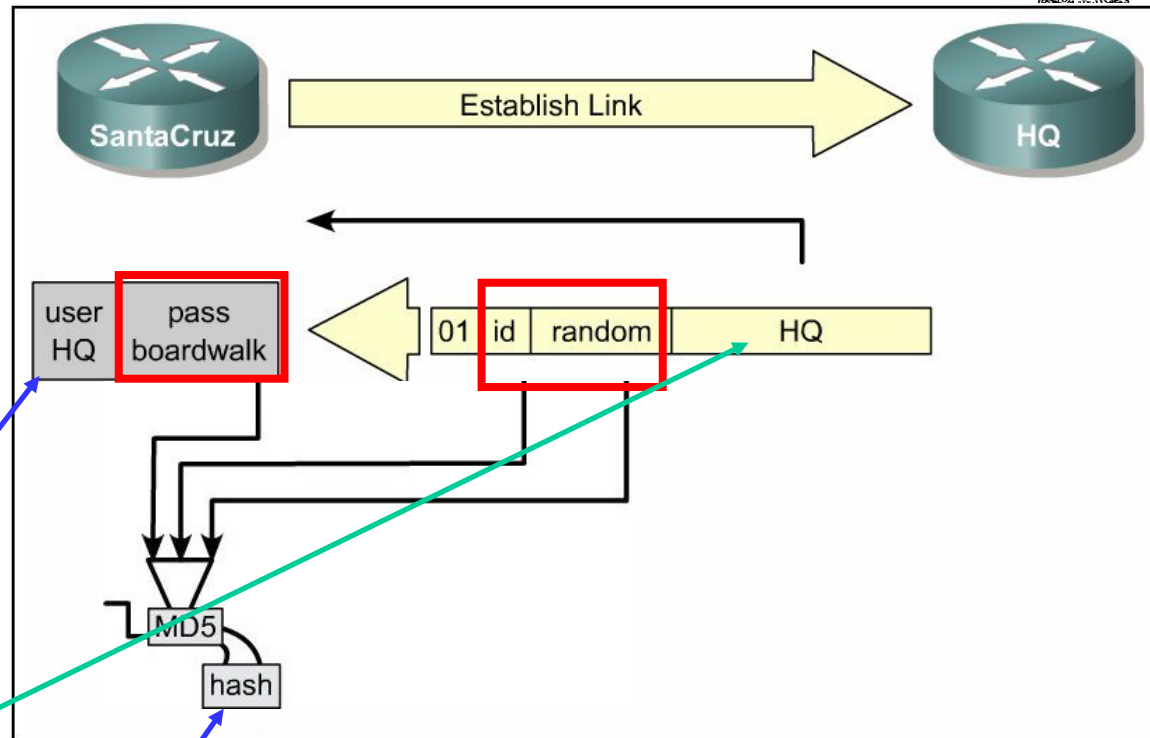 Establish Link
SantaCruz
HQ
user
HQ
pass
boardwalk
01 id random HQ
MD5
hash